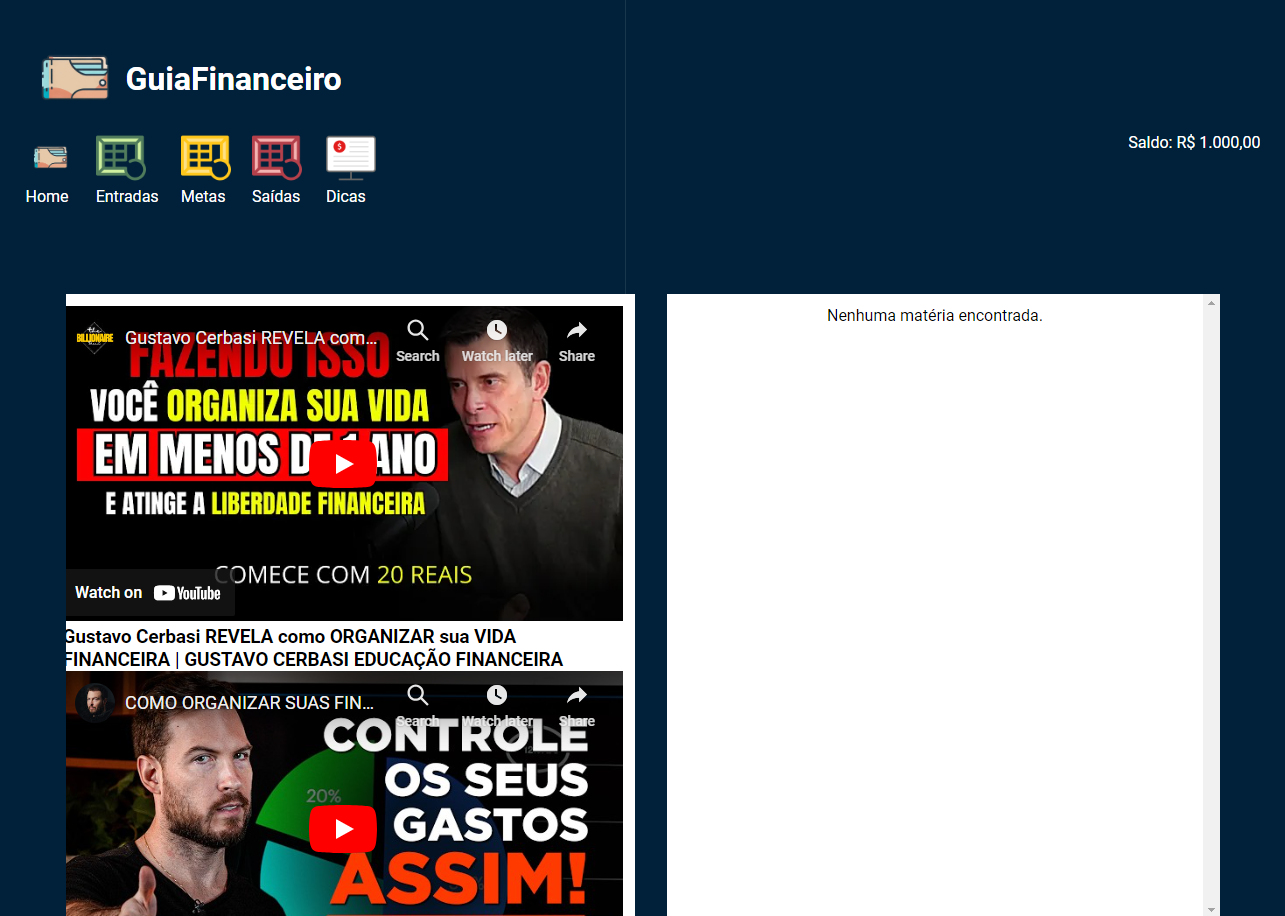 GuiaFinanceiro
Saldo: R$ 1.000,00
Home
Entradas
Metas
Saídas
Dicas
Nenhuma matéria encontrada.
Gustavo Cerbasi REVELA com...
Search
Watch later
Share
THE
BILLIONAIRE
FAZENDO ISSO
VOCÊ ORGANIZA SUA VIDA
EM MENOS DE 1 ANO
E ATINGE A LIBERDADE FINANCEIRA
COMECE COM 20 REAIS
Watch on YouTube
Gustavo Cerbasi REVELA como ORGANIZAR sua VIDA
FINANCEIRA | GUSTAVO CERBASI EDUCAÇÃO FINANCEIRA
COMO ORGANIZAR SUAS FIN...
Search
Watch later
Share
CONTROLE
OS SEUS
20%
GASTOS
ASSIM!